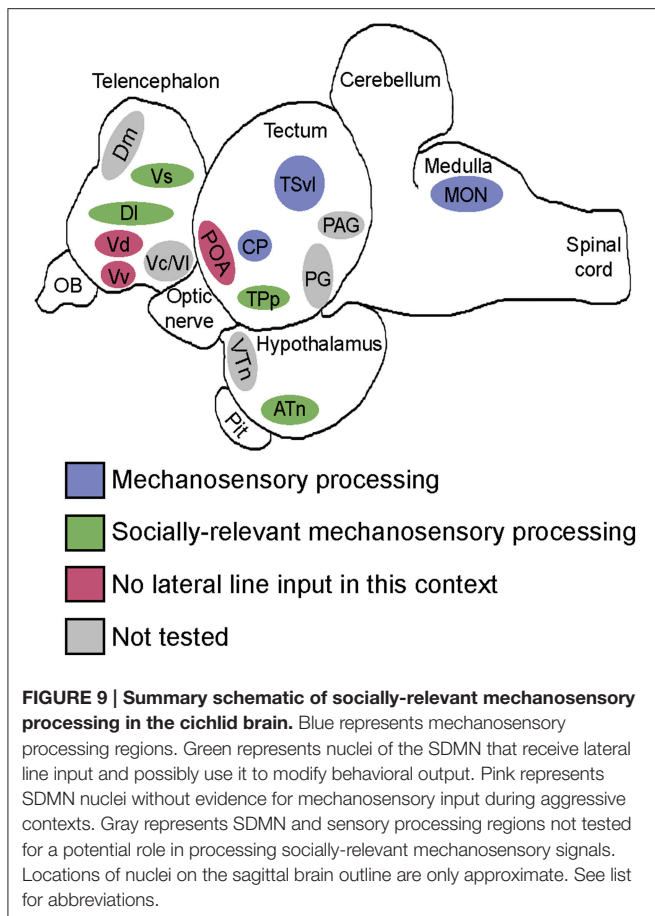 Telencephalon
Cerebellum
Tectum
Medulla
Dm
Vs
TSvl
MON
Dl
PAG
Vd
Vc/Vl
POA
CP
Spinal
cord
Vv
PG
OB
Optic
nerve
TPp
VTn
Hypothalamus
ATn
Pit
Mechanosensory processing
Socially-relevant mechanosensory processing
No lateral line input in this context
Not tested
FIGURE 9 | Summary schematic of socially-relevant mechanosensory
processing in the cichlid brain. Blue represents mechanosensory
processing regions. Green represents nuclei of the SDMN that receive lateral
line input and possibly use it to modify behavioral output. Pink represents
SDMN nuclei without evidence for mechanosensory input during aggressive
contexts. Gray represents SDMN and sensory processing regions not tested
for a potential role in processing socially-relevant mechanosensory signals.
Locations of nuclei on the sagittal brain outline are only approximate. See list
for abbreviations.